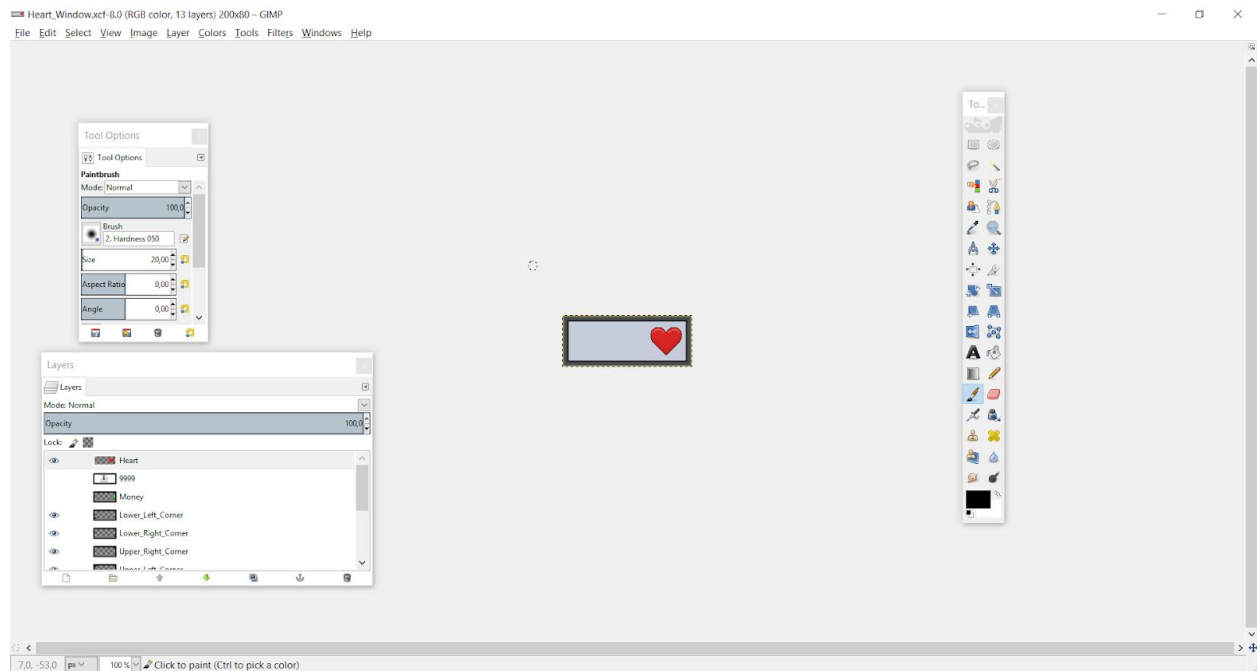 Heart_Window.xcf-8.0 (RGB color, 13 layers) 200x80 – GIMP
File Edit Select View Image Layer Colors Tools Filters Windows Help
To...
Tool Options
Tool Options
Paintbrush
Mode: Normal
Opacity 100,0
Brush
2. Hardness 050
Size 20,00
Aspect Ratio 0,00
Angle 0,00
Layers
Layers
Mode: Normal
Opacity 100,0
Lock:
Heart
9999
Money
Lower_Left_Corner
Lower_Right_Corner
Upper_Right_Corner
Upper_Left_Corner
7,0, -53,0 px 100 % Click to paint (Ctrl to pick a color)